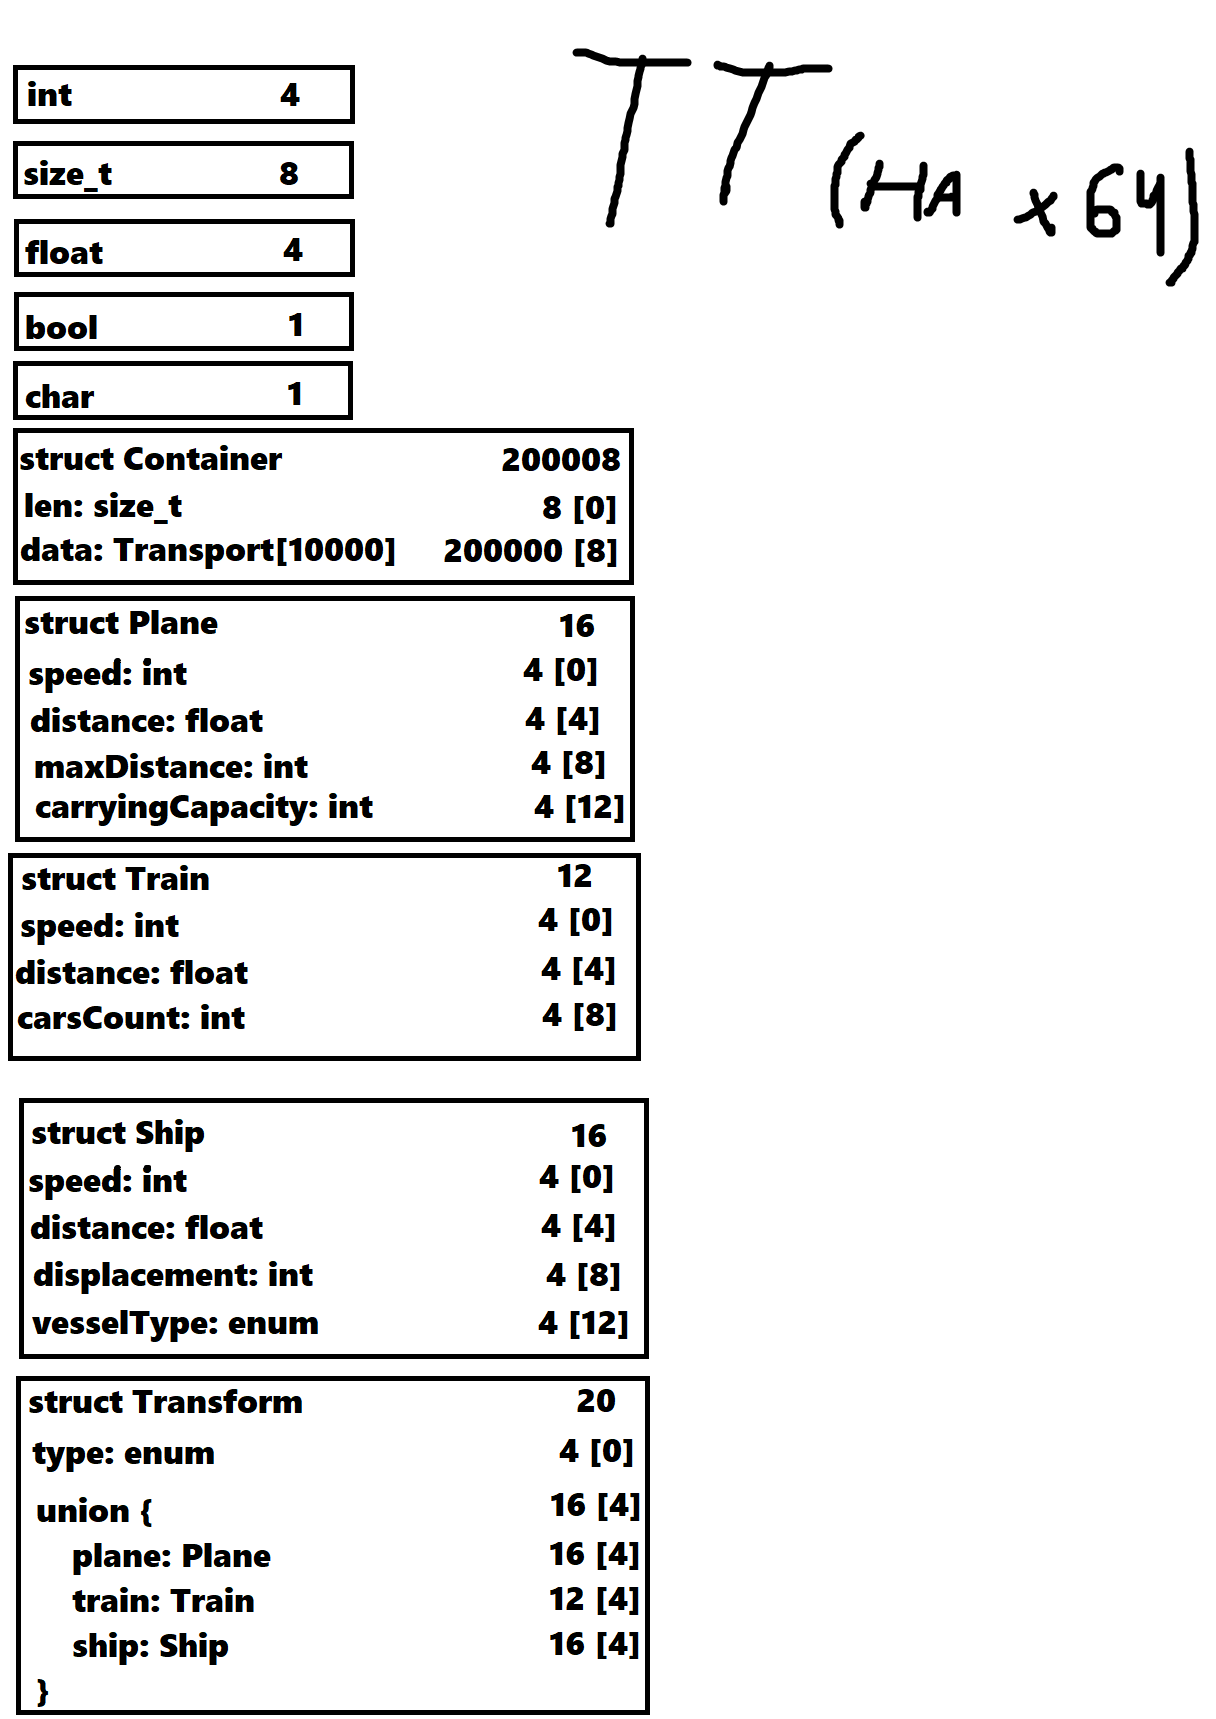 ТТ (НА x64)
int 4
size_t 8
float 4
bool 1
char 1
struct Container 200008
len: size_t 8 [0]
data: Transport[10000] 200000 [8]
struct Plane 16
speed: int 4 [0]
distance: float 4 [4]
maxDistance: int 4 [8]
carryingCapacity: int 4 [12]
struct Train 12
speed: int 4 [0]
distance: float 4 [4]
carsCount: int 4 [8]
struct Ship 16
speed: int 4 [0]
distance: float 4 [4]
displacement: int 4 [8]
vesselType: enum 4 [12]
struct Transform 20
type: enum 4 [0]
union { 16 [4]
plane: Plane 16 [4]
train: Train 12 [4]
ship: Ship 16 [4]
}